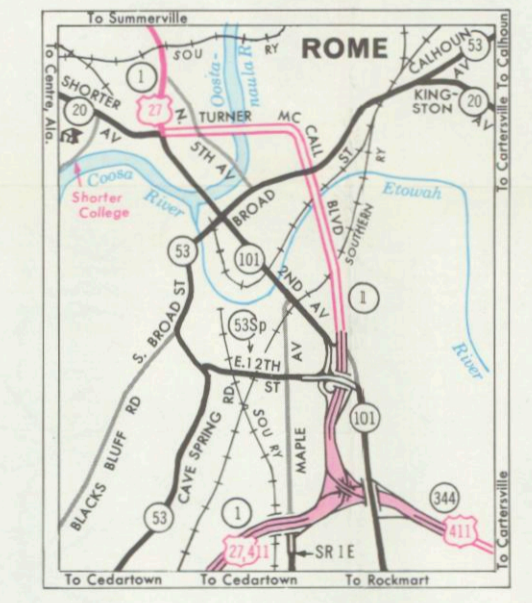 To Summerville
ROME
SOU RY
Oosta-
naula R
CALHOUN AV
53
To Calhoun
To Centre, Ala.
1
27
SHORTER AV
20
KING-
STON AV
20
To Cartersville
N
TURNER MC CALL BLVD
5TH AV
Shorter
College
Coosa
River
BROAD ST
SOUTHERN RY
Etowah
River
53
101
2ND AV
1
S. BROAD ST
53Sp
E.12TH
ST
MAPLE AV
101
BLACKS BLUFF RD
CAVE SPRING RD
SOU RY
53
1
27,411
SR 1E
344
411
To Cartersville
To Cedartown
To Cedartown
To Rockmart